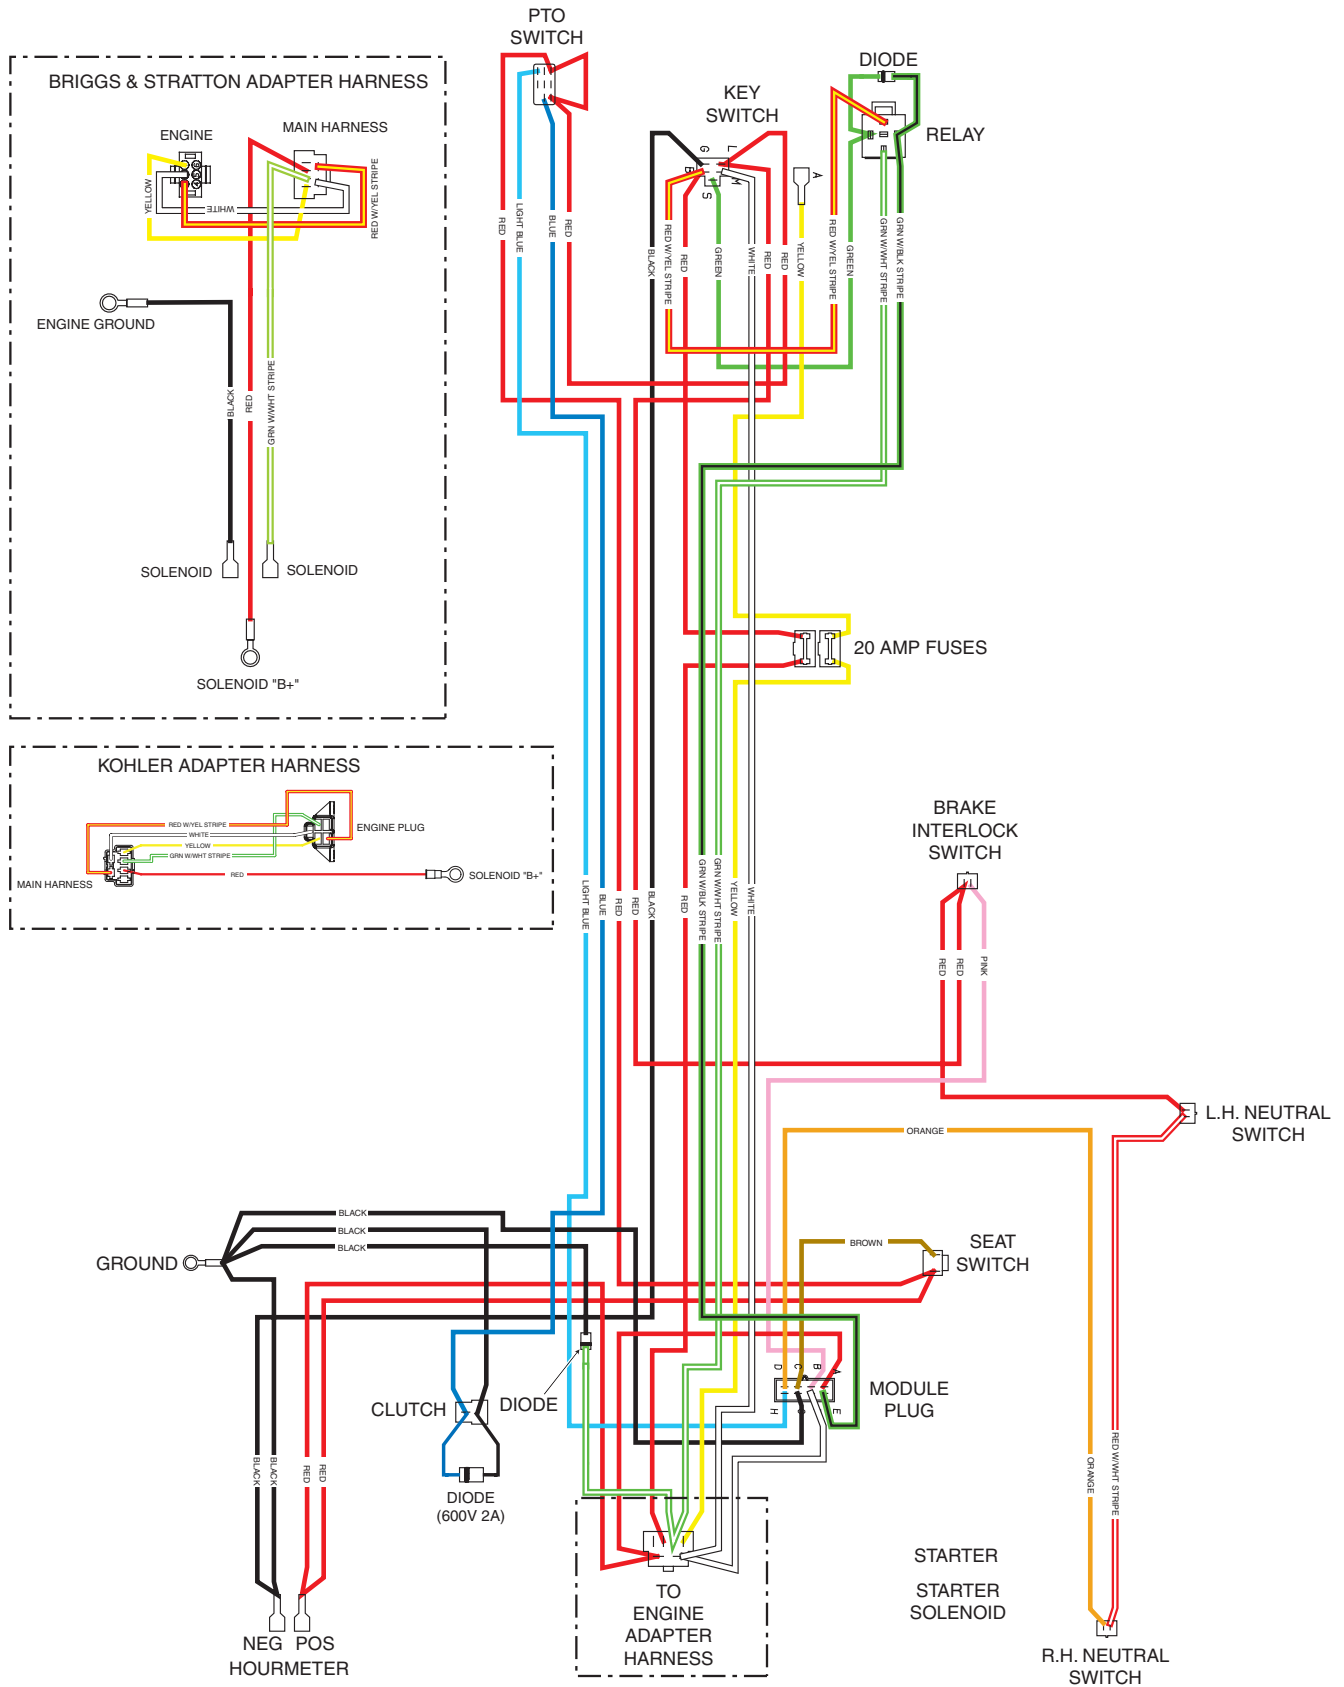 PTO
SWITCH
DIODE
KEY
SWITCH
RELAY
BRIGGS & STRATTON ADAPTER HARNESS
ENGINE
MAIN HARNESS
YELLOW
WHITE
RED W/YEL STRIPE
ENGINE GROUND
BLACK
RED
GRN W/WHT STRIPE
SOLENOID
SOLENOID
SOLENOID "B+"
G
L
B
M
S
A
RED
LIGHT BLUE
BLUE
RED
BLACK
RED W/YEL STRIPE
RED
GREEN
WHITE
RED
RED
YELLOW
RED W/YEL STRIPE
GREEN
GRN W/WHT STRIPE
GRN W/BLK STRIPE
20 AMP FUSES
KOHLER ADAPTER HARNESS
RED W/YEL STRIPE
WHITE
YELLOW
GRN W/WHT STRIPE
RED
ENGINE PLUG
MAIN HARNESS
SOLENOID "B+"
BRAKE
INTERLOCK
SWITCH
LIGHT BLUE
BLUE
RED
RED
BLACK
RED
GRN W/BLK STRIPE
GRN W/WHT STRIPE
YELLOW
WHITE
RED
RED
PINK
L.H. NEUTRAL
SWITCH
ORANGE
BLACK
BLACK
BLACK
GROUND
BROWN
SEAT
SWITCH
D
C
B
A
H
G
E
MODULE
PLUG
CLUTCH
DIODE
BLACK
BLACK
RED
RED
DIODE
(600V 2A)
ORANGE
RED W/WHT STRIPE
STARTER
STARTER
SOLENOID
TO
ENGINE
ADAPTER
HARNESS
NEG
POS
HOURMETER
R.H. NEUTRAL
SWITCH